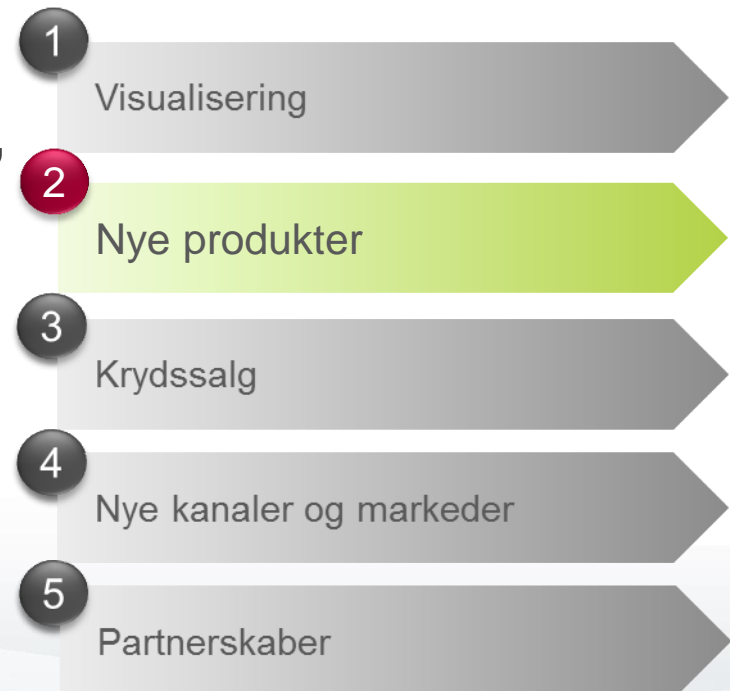 1
Visualisering
2
Nye produkter
3
Krydssalg
4
Nye kanaler og markeder
5
Partnerskaber